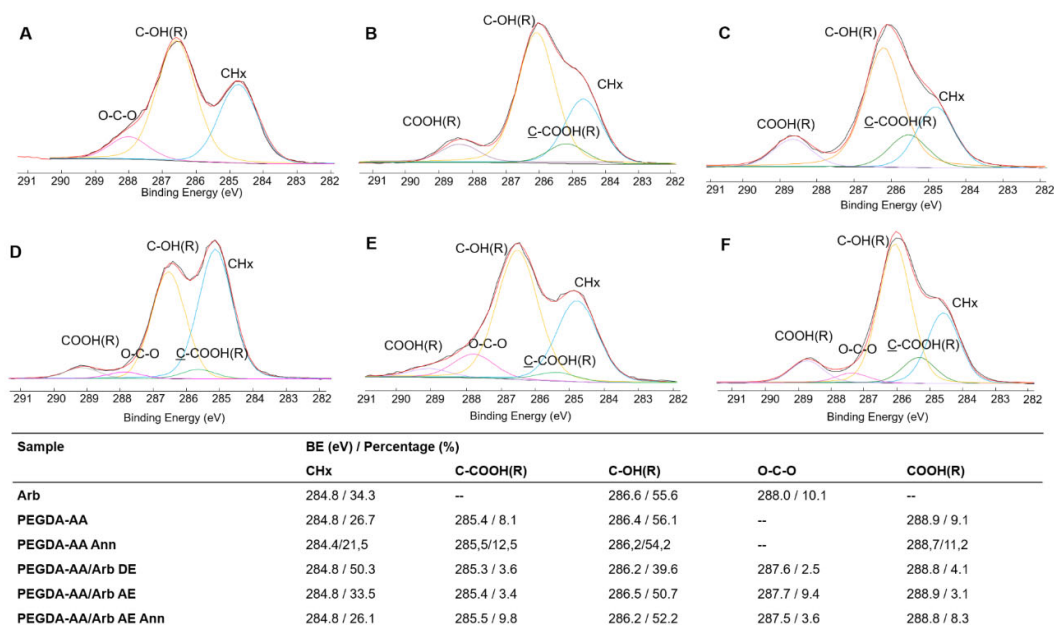 A
C-OH(R)
CHx
O-C-O
291 290 289 288 287 286 285 284 283 282
Binding Energy (eV)
B
C-OH(R)
CHx
COOH(R)
C-COOH(R)
291 290 289 288 287 286 285 284 283 282
Binding Energy (eV)
C
C-OH(R)
CHx
COOH(R)
C-COOH(R)
291 290 289 288 287 286 285 284 283 282
Binding Energy (eV)
D
C-OH(R)
CHx
COOH(R)
O-C-O
C-COOH(R)
291 290 289 288 287 286 285 284 283 282
Binding Energy (eV)
E
C-OH(R)
CHx
COOH(R)
O-C-O
C-COOH(R)
291 290 289 288 287 286 285 284 283 282
Binding Energy (eV)
F
C-OH(R)
CHx
COOH(R)
O-C-O
C-COOH(R)
291 290 289 288 287 286 285 284 283 282
Binding Energy (eV)
Sample BE (eV) / Percentage (%)
CHx C-COOH(R) C-OH(R) O-C-O COOH(R)
Arb 284.8 / 34.3 -- 286.6 / 55.6 288.0 / 10.1 --
PEGDA-AA 284.8 / 26.7 285.4 / 8.1 286.4 / 56.1 -- 288.9 / 9.1
PEGDA-AA Ann 284.4/21,5 285,5/12,5 286,2/54,2 -- 288,7/11,2
PEGDA-AA/Arb DE 284.8 / 50.3 285.3 / 3.6 286.2 / 39.6 287.6 / 2.5 288.8 / 4.1
PEGDA-AA/Arb AE 284.8 / 33.5 285.4 / 3.4 286.5 / 50.7 287.7 / 9.4 288.9 / 3.1
PEGDA-AA/Arb AE Ann 284.8 / 26.1 285.5 / 9.8 286.2 / 52.2 287.5 / 3.6 288.8 / 8.3